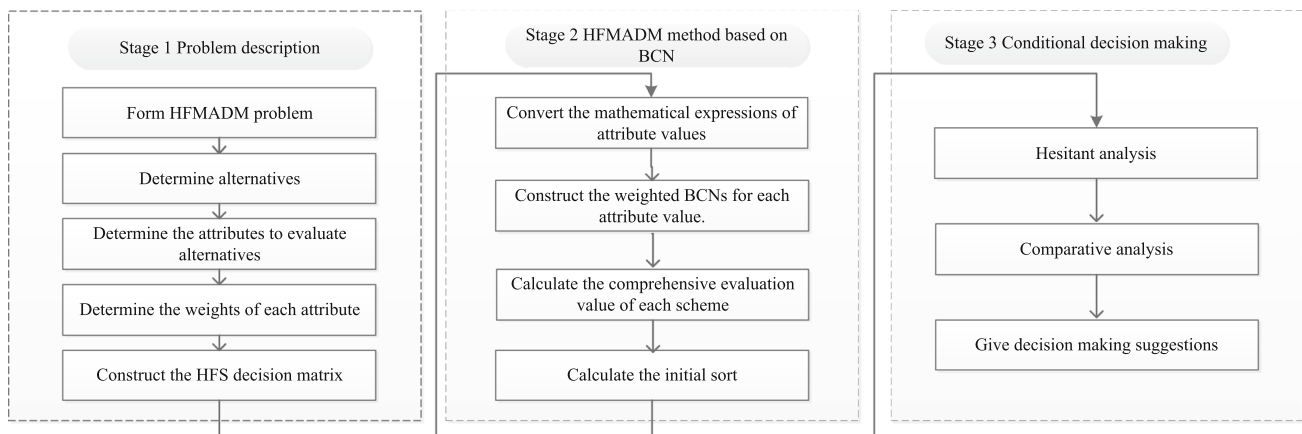 Stage 1 Problem description
Form HFMADM problem
Determine alternatives
Determine the attributes to evaluate
alternatives
Determine the weights of each attribute
Construct the HFS decision matrix
Stage 2 HFMADM method based on
BCN
Convert the mathematical expressions of
attribute values
Construct the weighted BCNs for each
attribute value.
Calculate the comprehensive evaluation
value of each scheme
Calculate the initial sort
Stage 3 Conditional decision making
Hesitant analysis
Comparative analysis
Give decision making suggestions